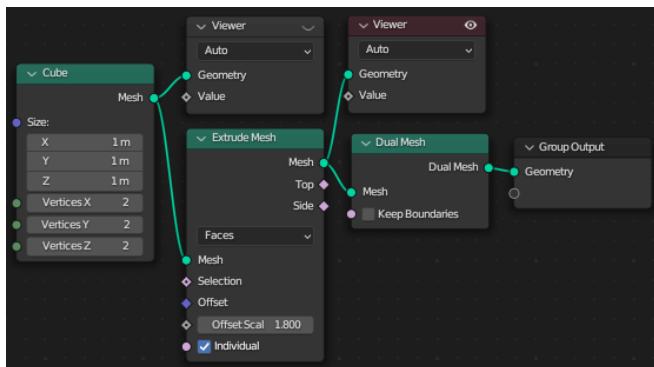 Cube
Mesh
Size:
X 1 m
Y 1 m
Z 1 m
Vertices X 2
Vertices Y 2
Vertices Z 2
Viewer
Auto
Geometry
Value
Extrude Mesh
Mesh
Top
Side
Faces
Mesh
Selection
Offset
Offset Scal 1.800
Individual
Viewer
Auto
Geometry
Value
Dual Mesh
Dual Mesh
Mesh
Keep Boundaries
Group Output
Geometry